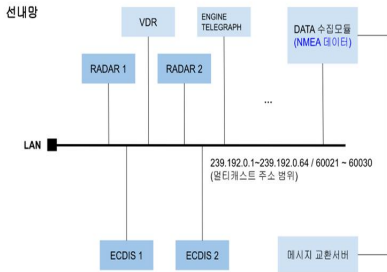 선내망
VDR
ENGINE
TELEGRAPH
DATA 수집모듈
(NMEA 데이터)
RADAR 1
RADAR 2
...
LAN
239.192.0.1~239.192.0.64 / 60021 ~ 60030
(멀티캐스트 주소 범위)
ECDIS 1
ECDIS 2
메시지 교환서버